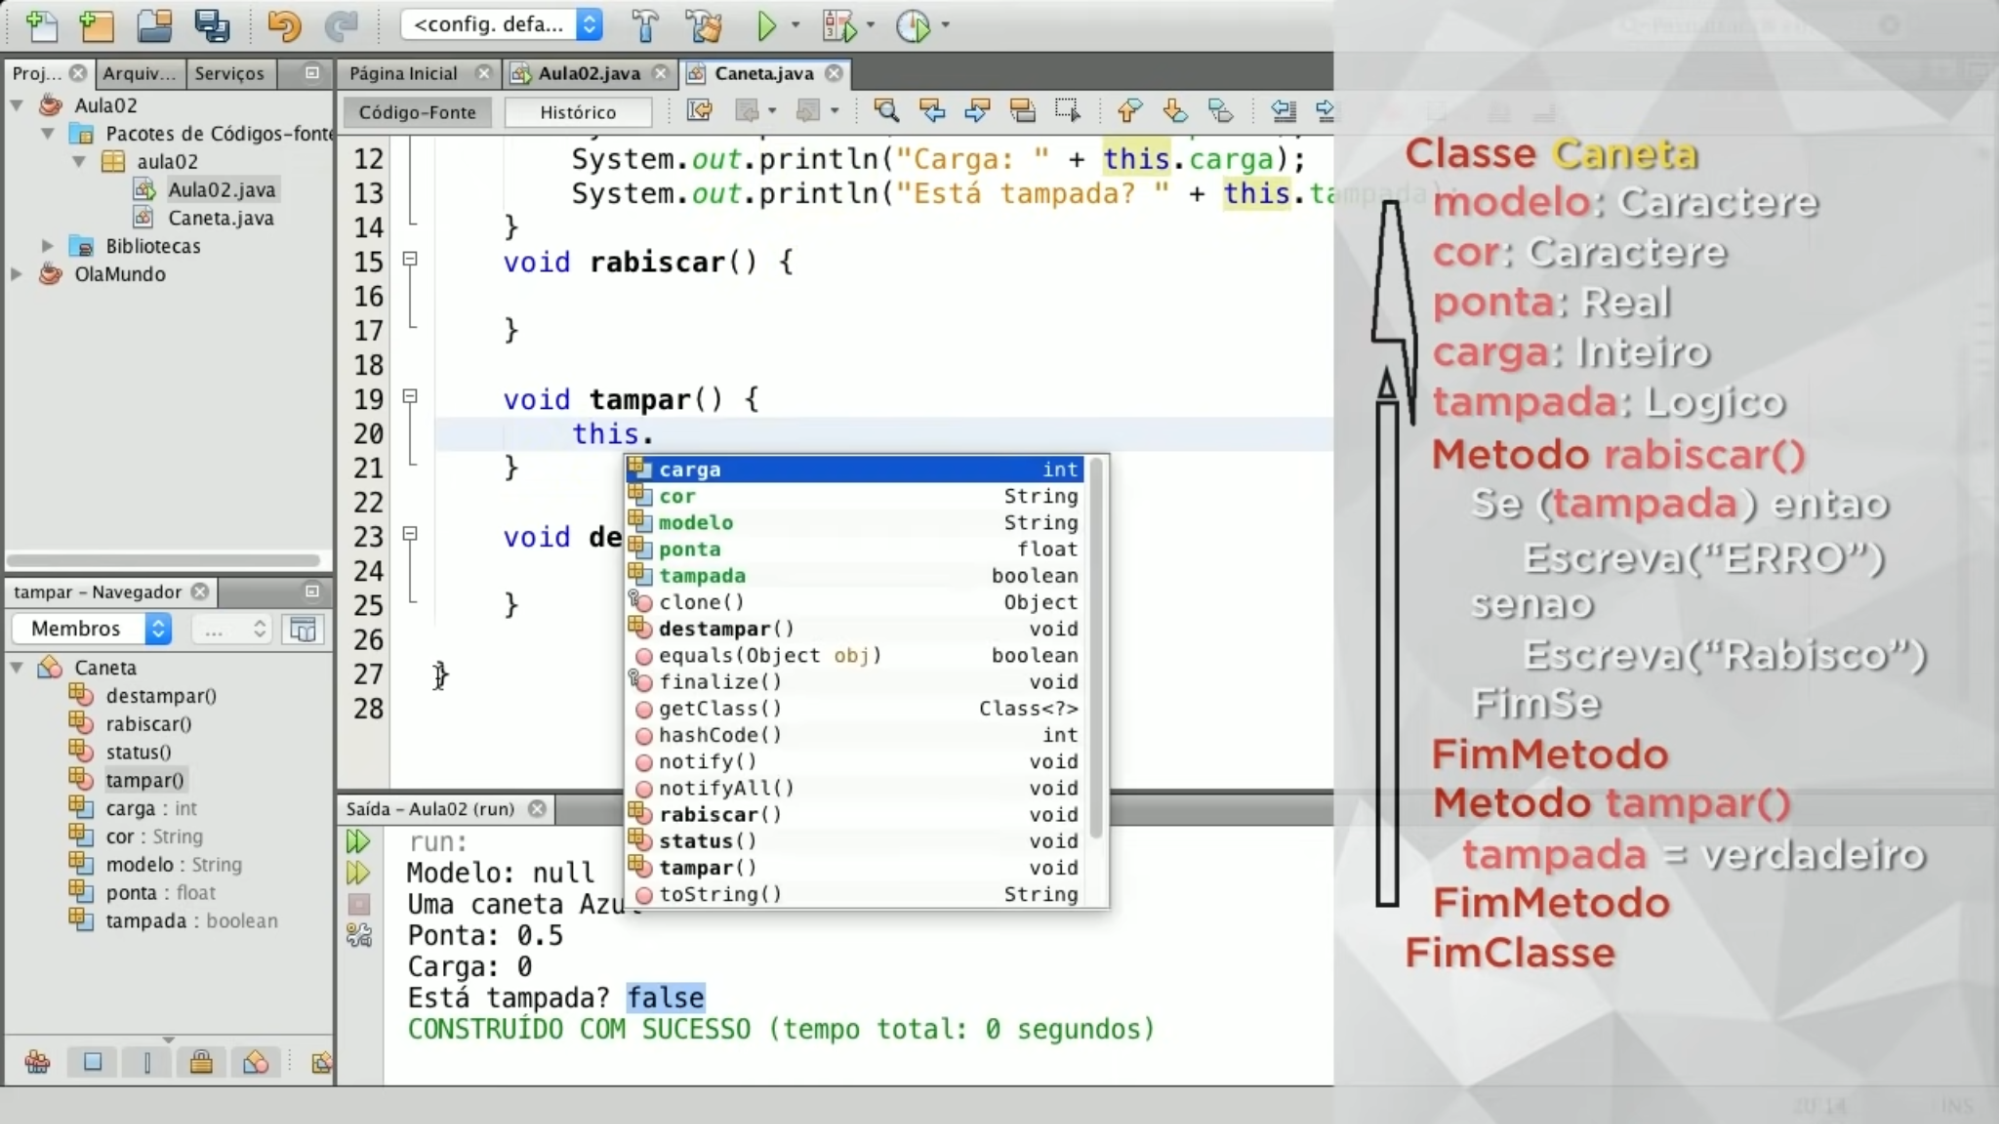 <config. defa...
Proj...
Arquiv...
Serviços
Página Inicial
Aula02.java
Caneta.java
Código-Fonte
Histórico
Aula02
Pacotes de Códigos-fonte
aula02
Aula02.java
Caneta.java
Bibliotecas
OlaMundo
12 System.out.println("Carga: " + this.carga);
13 System.out.println("Está tampada? " + this.tampada);
14 }
15 void rabiscar() {
16
17 }
18
19 void tampar() {
20 this.
21 }
22
23 void de
24
25 }
26
27 }
28
carga int
cor String
modelo String
ponta float
tampada boolean
clone() Object
destampar() void
equals(Object obj) boolean
finalize() void
getClass() Class<?>
hashCode() int
notify() void
notifyAll() void
rabiscar() void
status() void
tampar() void
toString() String
tampar – Navegador
Membros
...
Caneta
destampar()
rabiscar()
status()
tampar()
carga : int
cor : String
modelo : String
ponta : float
tampada : boolean
Saída – Aula02 (run)
run:
Modelo: null
Uma caneta Azul
Ponta: 0.5
Carga: 0
Está tampada? false
CONSTRUÍDO COM SUCESSO (tempo total: 0 segundos)
Classe Caneta
modelo: Caractere
cor: Caractere
ponta: Real
carga: Inteiro
tampada: Logico
Metodo rabiscar()
Se (tampada) entao
Escreva(“ERRO”)
senao
Escreva(“Rabisco”)
FimSe
FimMetodo
Metodo tampar()
tampada = verdadeiro
FimMetodo
FimClasse
INS